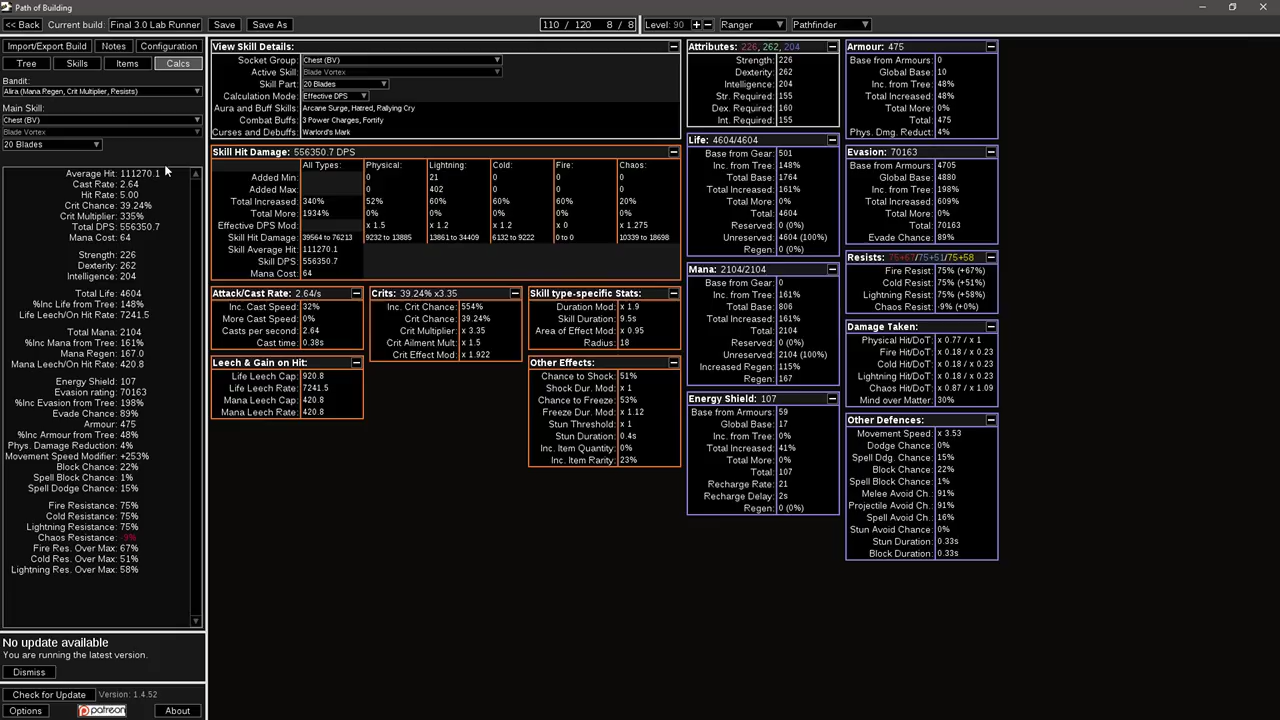 Path of Building
<< Back
Current build: Final 3.0 Lab Runner
Save
Save As
110 / 120 8 / 8
Level: 90 + -
Ranger
Pathfinder
Import/Export Build
Notes
Configuration
Tree
Skills
Items
Calcs
Bandit:
Alira (Mana Regen, Crit Multiplier, Resists)
Main Skill:
Chest (BV)
Blade Vortex
20 Blades
Average Hit: 111270.1
Cast Rate: 2.64
Hit Rate: 5.00
Crit Chance: 39.24%
Crit Multiplier: 335%
Total DPS: 556350.7
Mana Cost: 64
Strength: 226
Dexterity: 262
Intelligence: 204
Total Life: 4604
%Inc Life from Tree: 148%
Life Leech/On Hit Rate: 7241.5
Total Mana: 2104
%Inc Mana from Tree: 161%
Mana Regen: 167.0
Mana Leech/On Hit Rate: 420.8
Energy Shield: 107
Evasion rating: 70163
%Inc Evasion from Tree: 198%
Evade Chance: 89%
Armour: 475
%Inc Armour from Tree: 48%
Phys. Damage Reduction: 4%
Movement Speed Modifier: +253%
Block Chance: 22%
Spell Block Chance: 1%
Spell Dodge Chance: 15%
Fire Resistance: 75%
Cold Resistance: 75%
Lightning Resistance: 75%
Chaos Resistance: -9%
Fire Res. Over Max: 67%
Cold Res. Over Max: 51%
Lightning Res. Over Max: 58%
No update available
You are running the latest version.
Dismiss
Check for Update
Version: 1.4.52
Options
patreon
About
View Skill Details:
Socket Group: Chest (BV)
Active Skill: Blade Vortex
Skill Part: 20 Blades
Calculation Mode: Effective DPS
Aura and Buff Skills: Arcane Surge, Hatred, Rallying Cry
Combat Buffs: 3 Power Charges, Fortify
Curses and Debuffs: Warlord's Mark
Skill Hit Damage: 556350.7 DPS
All Types: Physical: Lightning: Cold: Fire: Chaos:
Added Min: 0 21 0 0 0
Added Max: 0 402 0 0 0
Total Increased: 340% 52% 60% 60% 0% 20%
Total More: 1934% 0% 0% 0% 0% 0%
Effective DPS Mod: x 1.5 x 1.2 x 1.2 x 0 x 1.275
Skill Hit Damage: 39564 to 76213 9232 to 13885 13861 to 34409 6132 to 9222 0 to 0 10339 to 18698
Skill Average Hit: 111270.1
Skill DPS: 556350.7
Mana Cost: 64
Attack/Cast Rate: 2.64/s
Inc. Cast Speed: 32%
More Cast Speed: 0%
Casts per second: 2.64
Cast time: 0.38s
Crits: 39.24% x3.35
Inc. Crit Chance: 554%
Crit Chance: 39.24%
Crit Multiplier: x 3.35
Crit Ailment Mult: x 1.5
Crit Effect Mod: x 1.922
Skill type-specific Stats:
Duration Mod: x 1.9
Skill Duration: 9.5s
Area of Effect Mod: x 0.95
Radius: 18
Leech & Gain on Hit:
Life Leech Cap: 920.8
Life Leech Rate: 7241.5
Mana Leech Cap: 420.8
Mana Leech Rate: 420.8
Other Effects:
Chance to Shock: 51%
Shock Dur. Mod: x 1
Chance to Freeze: 53%
Freeze Dur. Mod: x 1.12
Stun Threshold: x 1
Stun Duration: 0.4s
Inc. Item Quantity: 0%
Inc. Item Rarity: 23%
Attributes: 226, 262, 204
Strength: 226
Dexterity: 262
Intelligence: 204
Str. Required: 155
Dex. Required: 160
Int. Required: 155
Life: 4604/4604
Base from Gear: 501
Inc. from Tree: 148%
Total Base: 1764
Total Increased: 161%
Total More: 0%
Total: 4604
Reserved: 0 (0%)
Unreserved: 4604 (100%)
Regen: 0 (0%)
Mana: 2104/2104
Base from Gear: 0
Inc. from Tree: 161%
Total Base: 806
Total Increased: 161%
Total: 2104
Reserved: 0 (0%)
Unreserved: 2104 (100%)
Increased Regen: 115%
Regen: 167
Energy Shield: 107
Base from Armours: 59
Global Base: 17
Inc. from Tree: 0%
Total Increased: 41%
Total More: 0%
Total: 107
Recharge Rate: 21
Recharge Delay: 2s
Regen: 0 (0%)
Armour: 475
Base from Armours: 0
Global Base: 10
Inc. from Tree: 48%
Total Increased: 48%
Total More: 0%
Total: 475
Phys. Dmg. Reduct: 4%
Evasion: 70163
Base from Armours: 4705
Global Base: 4880
Inc. from Tree: 198%
Total Increased: 609%
Total More: 0%
Total: 70163
Evade Chance: 89%
Resists: 75+67/75+51/75+58
Fire Resist: 75% (+67%)
Cold Resist: 75% (+51%)
Lightning Resist: 75% (+58%)
Chaos Resist: -9% (+0%)
Damage Taken:
Physical Hit/DoT: x 0.77 / x 1
Fire Hit/DoT: x 0.18 / x 0.23
Cold Hit/DoT: x 0.18 / x 0.23
Lightning Hit/DoT: x 0.18 / x 0.23
Chaos Hit/DoT: x 0.87 / x 1.09
Mind over Matter: 30%
Other Defences:
Movement Speed: x 3.53
Dodge Chance: 0%
Spell Ddg. Chance: 15%
Block Chance: 22%
Spell Block Chance: 1%
Melee Avoid Ch.: 91%
Projectile Avoid Ch.: 91%
Spell Avoid Ch.: 16%
Stun Avoid Chance: 0%
Stun Duration: 0.33s
Block Duration: 0.33s